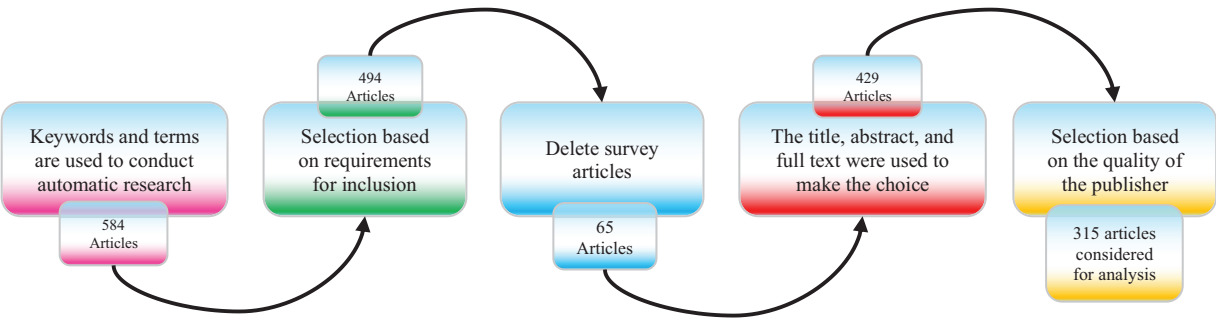 Keywords and terms
are used to conduct
automatic research
584
Articles
494
Articles
Selection based
on requirements
for inclusion
Delete survey
articles
65
Articles
429
Articles
The title, abstract, and
full text were used to
make the choice
Selection based
on the quality of
the publisher
315 articles
considered
for analysis